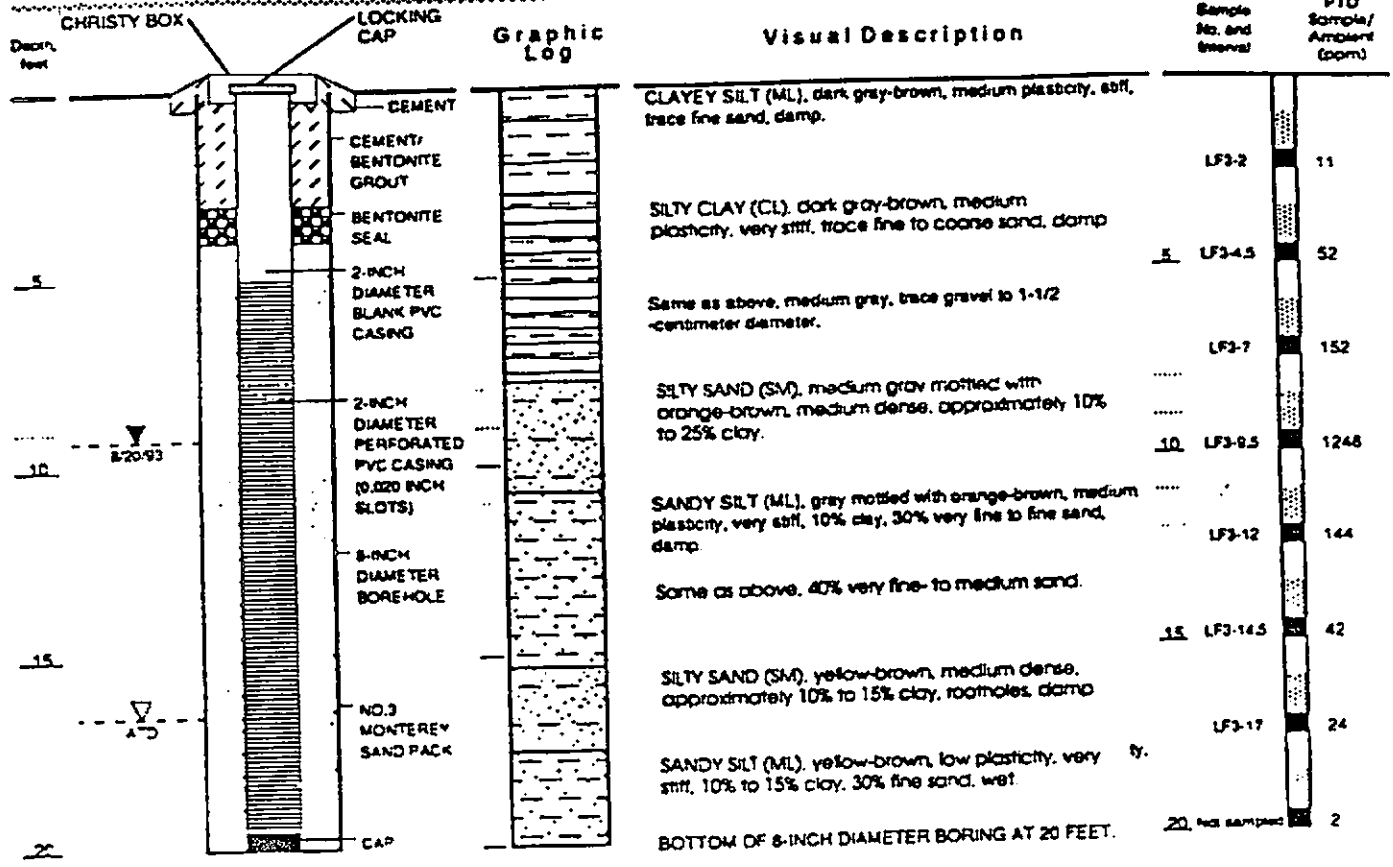 CHRISTY BOX
LOCKING
CAP
Depth,
feet
Graphic
Log
Visual Description
Sample
No. and
Interval
PID
Sample/
Ambient
(ppm)
CEMENT
CEMENT/
BENTONITE
GROUT
BENTONITE
SEAL
2-INCH
DIAMETER
BLANK PVC
CASING
2-INCH
DIAMETER
PERFORATED
PVC CASING
(0.020 INCH
SLOTS)
8-INCH
DIAMETER
BOREHOLE
NO.3
MONTEREY
SAND PACK
CAP
5
8/20/93
10
15
ATD
20
CLAYEY SILT (ML), dark gray-brown, medium plasticity, stiff,
trace fine sand, damp.
SILTY CLAY (CL), dark gray-brown, medium
plasticity, very stiff, trace fine to coarse sand, damp
Same as above, medium gray, trace gravel to 1-1/2
-centimeter diameter.
SILTY SAND (SM), medium gray mottled with
orange-brown, medium dense, approximately 10%
to 25% clay.
SANDY SILT (ML), gray mottled with orange-brown, medium
plasticity, very stiff, 10% clay, 30% very fine to fine sand,
damp
Same as above, 40% very fine- to medium sand.
SILTY SAND (SM), yellow-brown, medium dense,
approximately 10% to 15% clay, rootholes, damp
SANDY SILT (ML), yellow-brown, low plasticity, very ty,
stiff, 10% to 15% clay, 30% fine sand, wet.
BOTTOM OF 8-INCH DIAMETER BORING AT 20 FEET.
LF3-2 11
5 LF3-4.5 52
LF3-7 152
10 LF3-9.5 1248
LF3-12 144
15 LF3-14.5 42
LF3-17 24
20 Not sampled 2